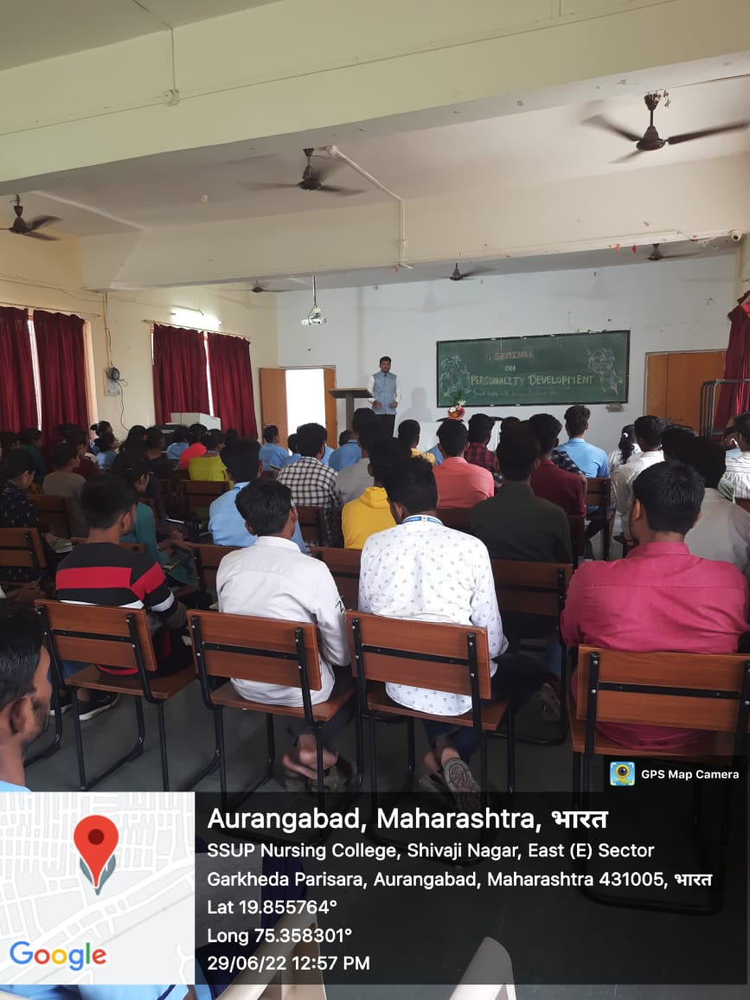 SEMINAR
ON
PERSONALITY DEVELOPMENT
GPS Map Camera
Aurangabad, Maharashtra, भारत
SSUP Nursing College, Shivaji Nagar, East (E) Sector
Garkheda Parisara, Aurangabad, Maharashtra 431005, भारत
Lat 19.855764°
Long 75.358301°
29/06/22 12:57 PM
Google